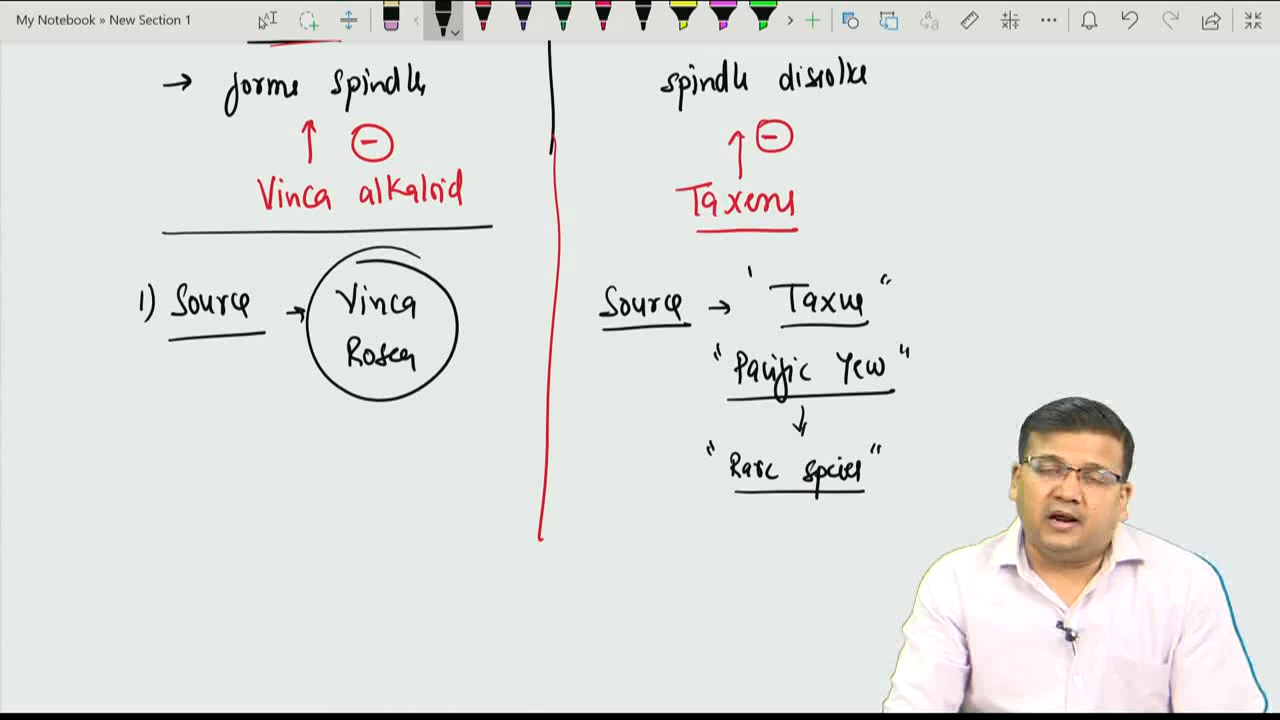 My Notebook » New Section 1
→ forms spindle
spindle dissolve
↑ ⊖
↑ ⊖
Vinca alkaloid
Taxens
1) Source → Vinca Rosea
Source → ' Taxus "
" Pacific Yew "
↓
" Rare species "